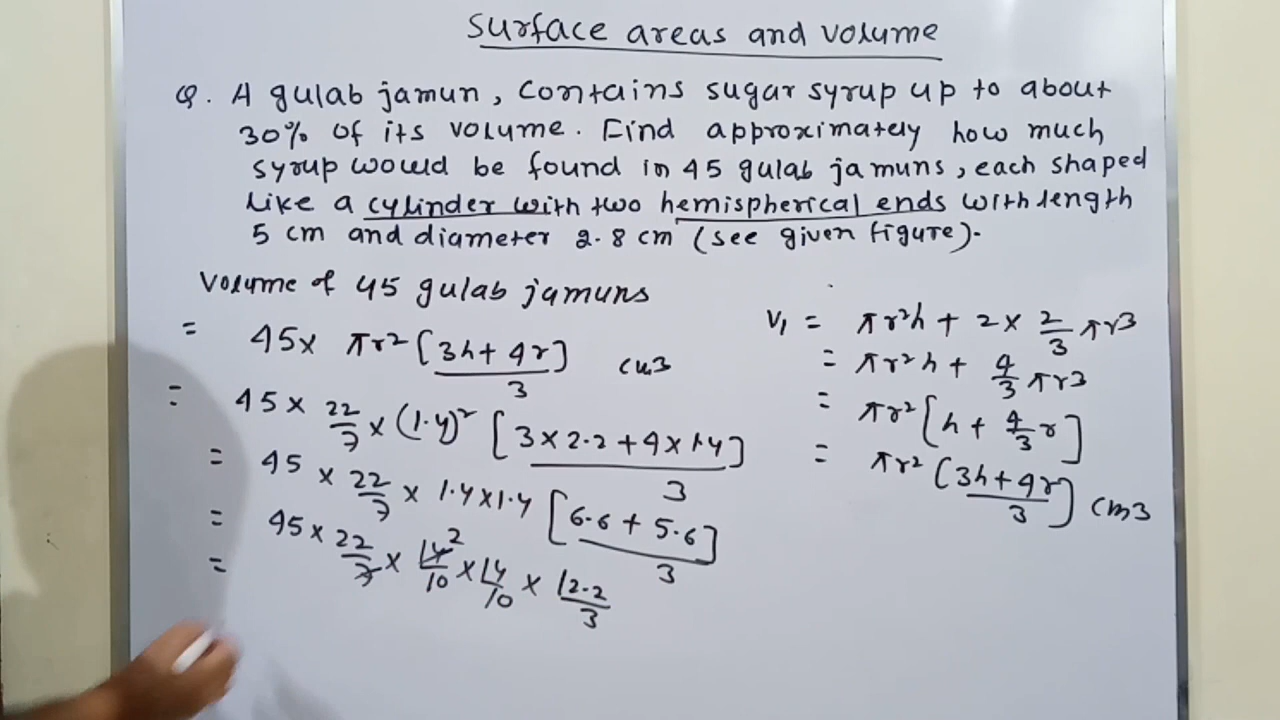 Surface areas and volume
Q. A gulab jamun, contains sugar syrup up to about
30% of its volume. Find approximately how much
syrup would be found in 45 gulab jamuns, each shaped
like a cylinder with two hemispherical ends with length
5 cm and diameter 2.8 cm (see given figure).
Volume of 45 gulab jamuns
= 45 × πr² [3h + 4r]/3 cm3
= 45 × 22/7 × (1.4)² [3 × 2.2 + 4 × 1.4]/3
= 45 × 22/7 × 1.4 × 1.4 [6.6 + 5.6]/3
= 45 × 22/7 × 14/10 2 × 14/10 × 12.2/3
=
V₁ = πr²h + 2 × 2/3 πr3
= πr²h + 4/3 πr3
= πr² [h + 4/3 r]
= πr² (3h + 4r)/3] cm3